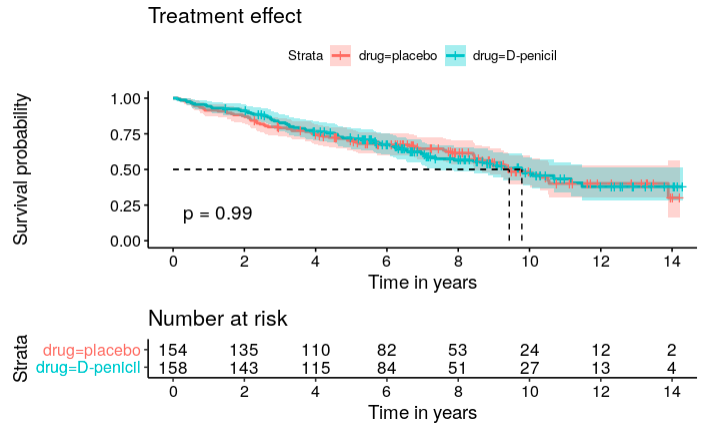 Treatment effect
Strata drug=placebo drug=D-penicil
Survival probability
1.00
0.75
0.50
0.25
0.00
p = 0.99
0 2 4 6 8 10 12 14
Time in years
Number at risk
Strata
drug=placebo 154 135 110 82 53 24 12 2
drug=D-penicil 158 143 115 84 51 27 13 4
0 2 4 6 8 10 12 14
Time in years